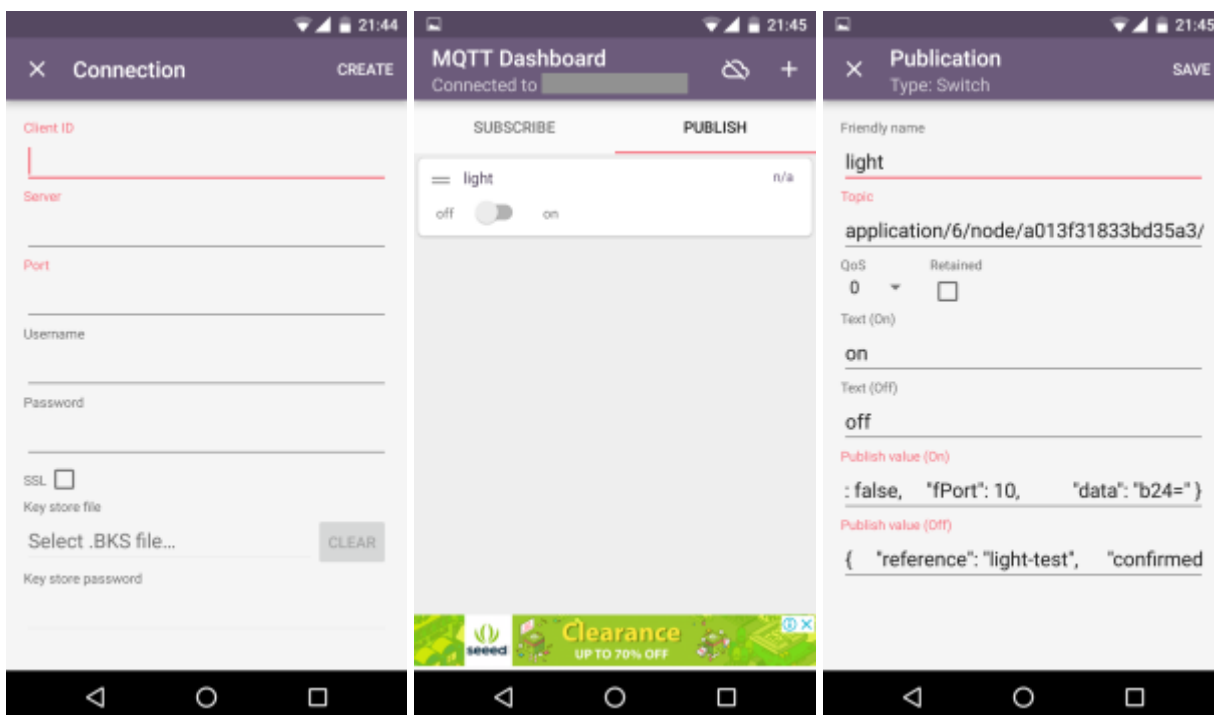 21:44
Connection
CREATE
Client ID
Server
Port
Username
Password
SSL
Key store file
Select .BKS file...
CLEAR
Key store password
21:45
MQTT Dashboard
Connected to
+
SUBSCRIBE
PUBLISH
light
n/a
off
on
seeed
Clearance
UP TO 70% OFF
21:45
Publication
SAVE
Type: Switch
Friendly name
light
Topic
application/6/node/a013f31833bd35a3/
QoS
Retained
0
Text (On)
on
Text (Off)
off
Publish value (On)
: false, "fPort": 10, "data": "b24=" }
Publish value (Off)
{ "reference": "light-test", "confirmed